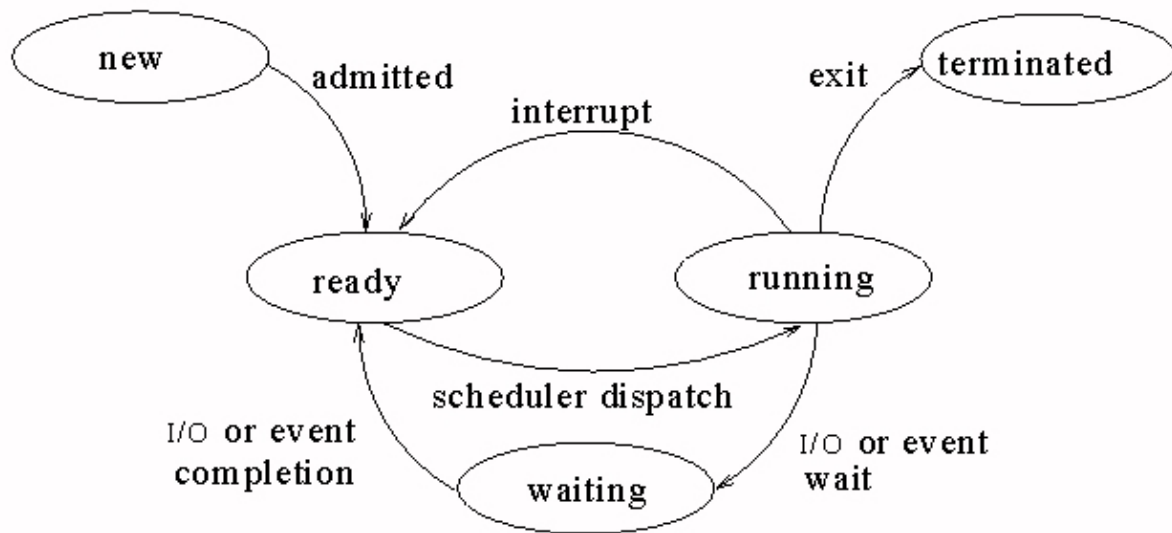 new
admitted
interrupt
exit
terminated
ready
running
scheduler dispatch
I/O or event
completion
waiting
I/O or event
wait